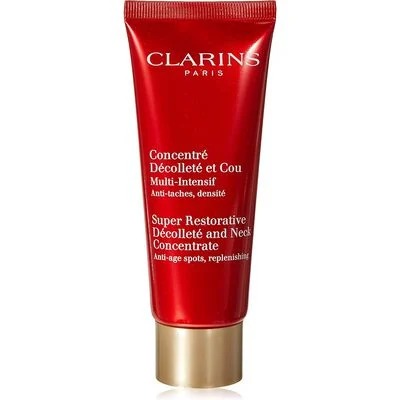 CLARINS
PARIS
Concentré
Décolleté et Cou
Multi-Intensif
Anti-taches, densité
Super Restorative
Décolleté and Neck
Concentrate
Anti-age spots, replenishing